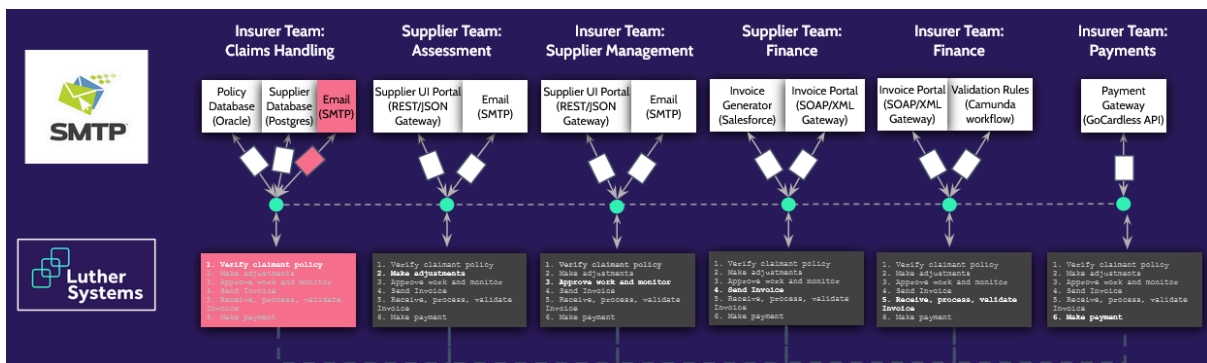 Insurer Team:
Claims Handling
Supplier Team:
Assessment
Insurer Team:
Supplier Management
Supplier Team:
Finance
Insurer Team:
Finance
Insurer Team:
Payments
SMTP
Policy
Database
(Oracle)
Supplier
Database
(Postgres)
Email
(SMTP)
Supplier UI Portal
(REST/JSON
Gateway)
Email
(SMTP)
Supplier UI Portal
(REST/JSON
Gateway)
Email
(SMTP)
Invoice
Generator
(Salesforce)
Invoice Portal
(SOAP/XML
Gateway)
Invoice Portal
(SOAP/XML
Gateway)
Validation Rules
(Camunda
workflow)
Payment
Gateway
(GoCardless API)
Luther
Systems
1. Verify claimant policy
2. Make adjustments
3. Approve work and monitor
4. Send Invoice
5. Receive, process, validate
Invoice
6. Make payment
1. Verify claimant policy
2. Make adjustments
3. Approve work and monitor
4. Send Invoice
5. Receive, process, validate
Invoice
6. Make payment
1. Verify claimant policy
2. Make adjustments
3. Approve work and monitor
4. Send Invoice
5. Receive, process, validate
Invoice
6. Make payment
1. Verify claimant policy
2. Make adjustments
3. Approve work and monitor
4. Send Invoice
5. Receive, process, validate
Invoice
6. Make payment
1. Verify claimant policy
2. Make adjustments
3. Approve work and monitor
4. Send Invoice
5. Receive, process, validate
Invoice
6. Make payment
1. Verify claimant policy
2. Make adjustments
3. Approve work and monitor
4. Send Invoice
5. Receive, process, validate
Invoice
6. Make payment